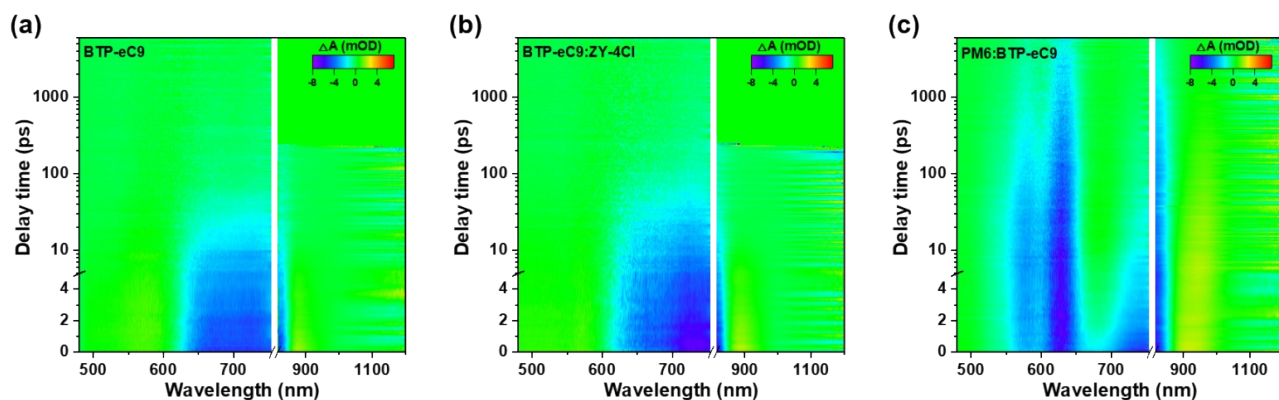 (a)
BTP-eC9
△A (mOD)
-8 -4 0 4
1000
100
10
4
2
0
Delay time (ps)
500 600 700 900 1100
Wavelength (nm)
(b)
BTP-eC9:ZY-4Cl
△A (mOD)
-8 -4 0 4
1000
100
10
4
2
0
Delay time (ps)
500 600 700 900 1100
Wavelength (nm)
(c)
PM6:BTP-eC9
△A (mOD)
-8 -4 0 4
1000
100
10
4
2
0
Delay time (ps)
500 600 700 900 1100
Wavelength (nm)